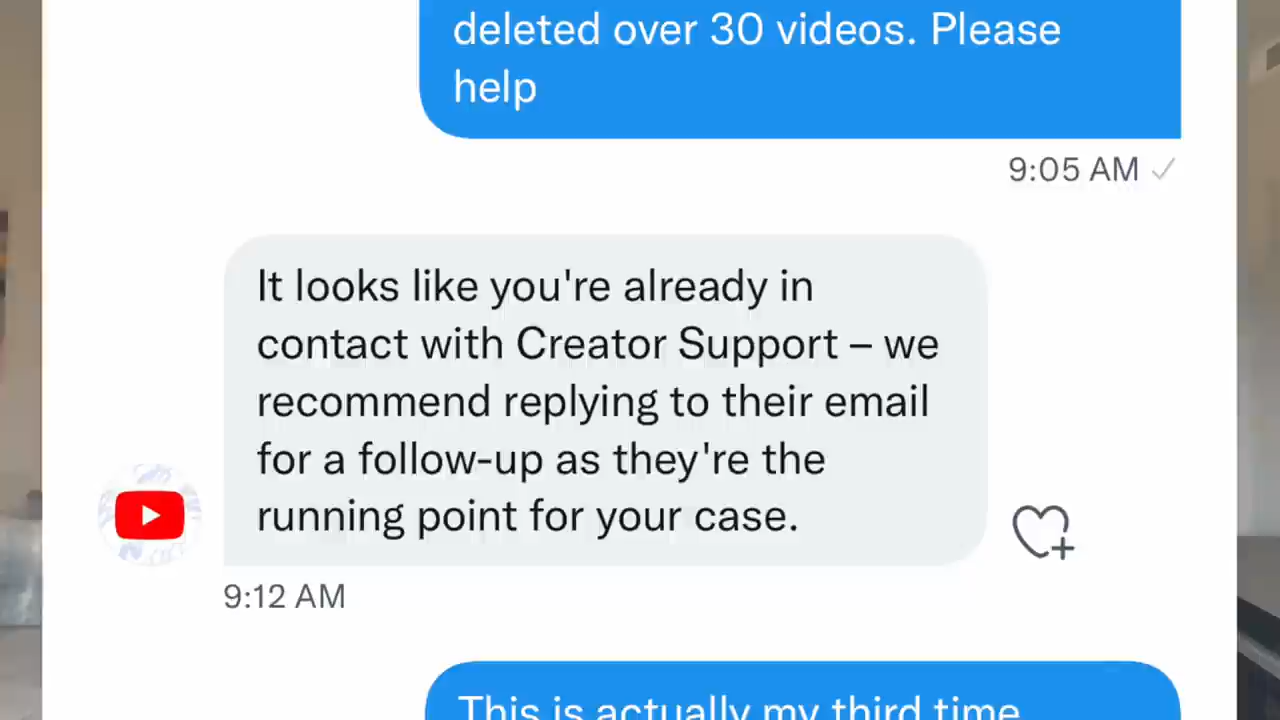 deleted over 30 videos. Please
help
9:05 AM
It looks like you're already in
contact with Creator Support – we
recommend replying to their email
for a follow-up as they're the
running point for your case.
9:12 AM
This is actually my third time